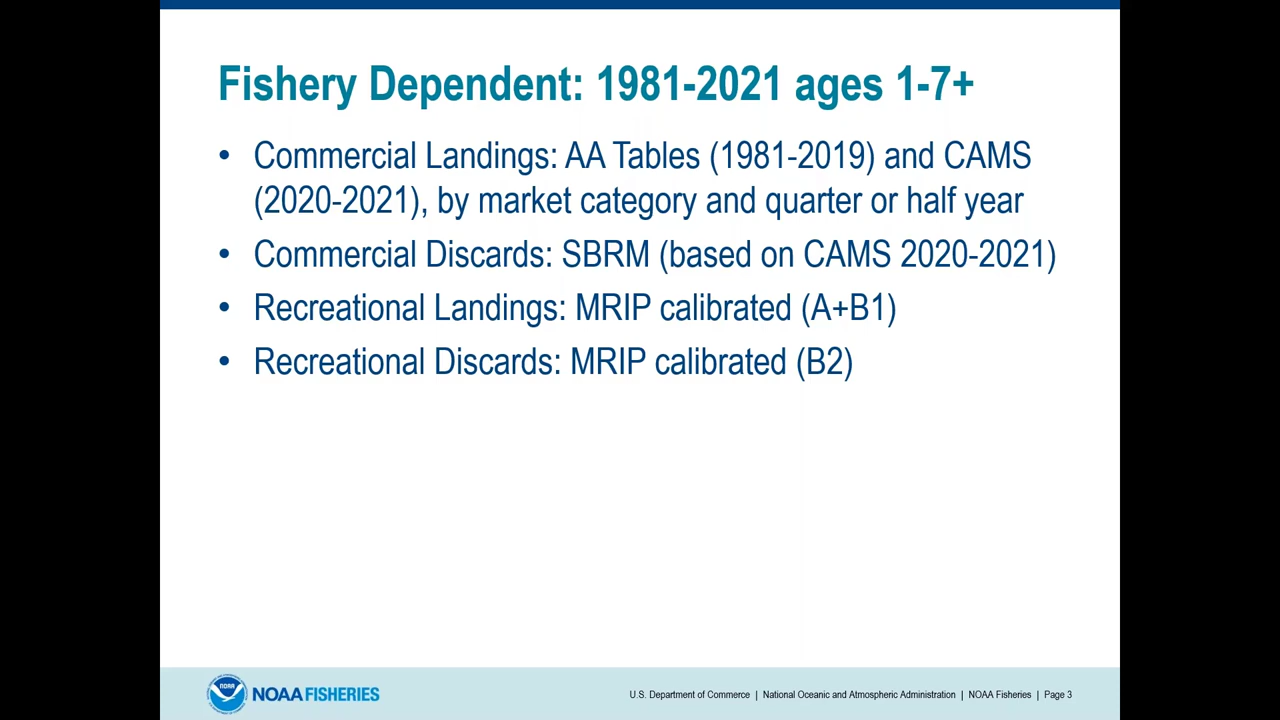 Fishery Dependent: 1981-2021 ages 1-7+
• Commercial Landings: AA Tables (1981-2019) and CAMS
(2020-2021), by market category and quarter or half year
• Commercial Discards: SBRM (based on CAMS 2020-2021)
• Recreational Landings: MRIP calibrated (A+B1)
• Recreational Discards: MRIP calibrated (B2)
NOAA
NOAA FISHERIES
U.S. Department of Commerce | National Oceanic and Atmospheric Administration | NOAA Fisheries | Page 3